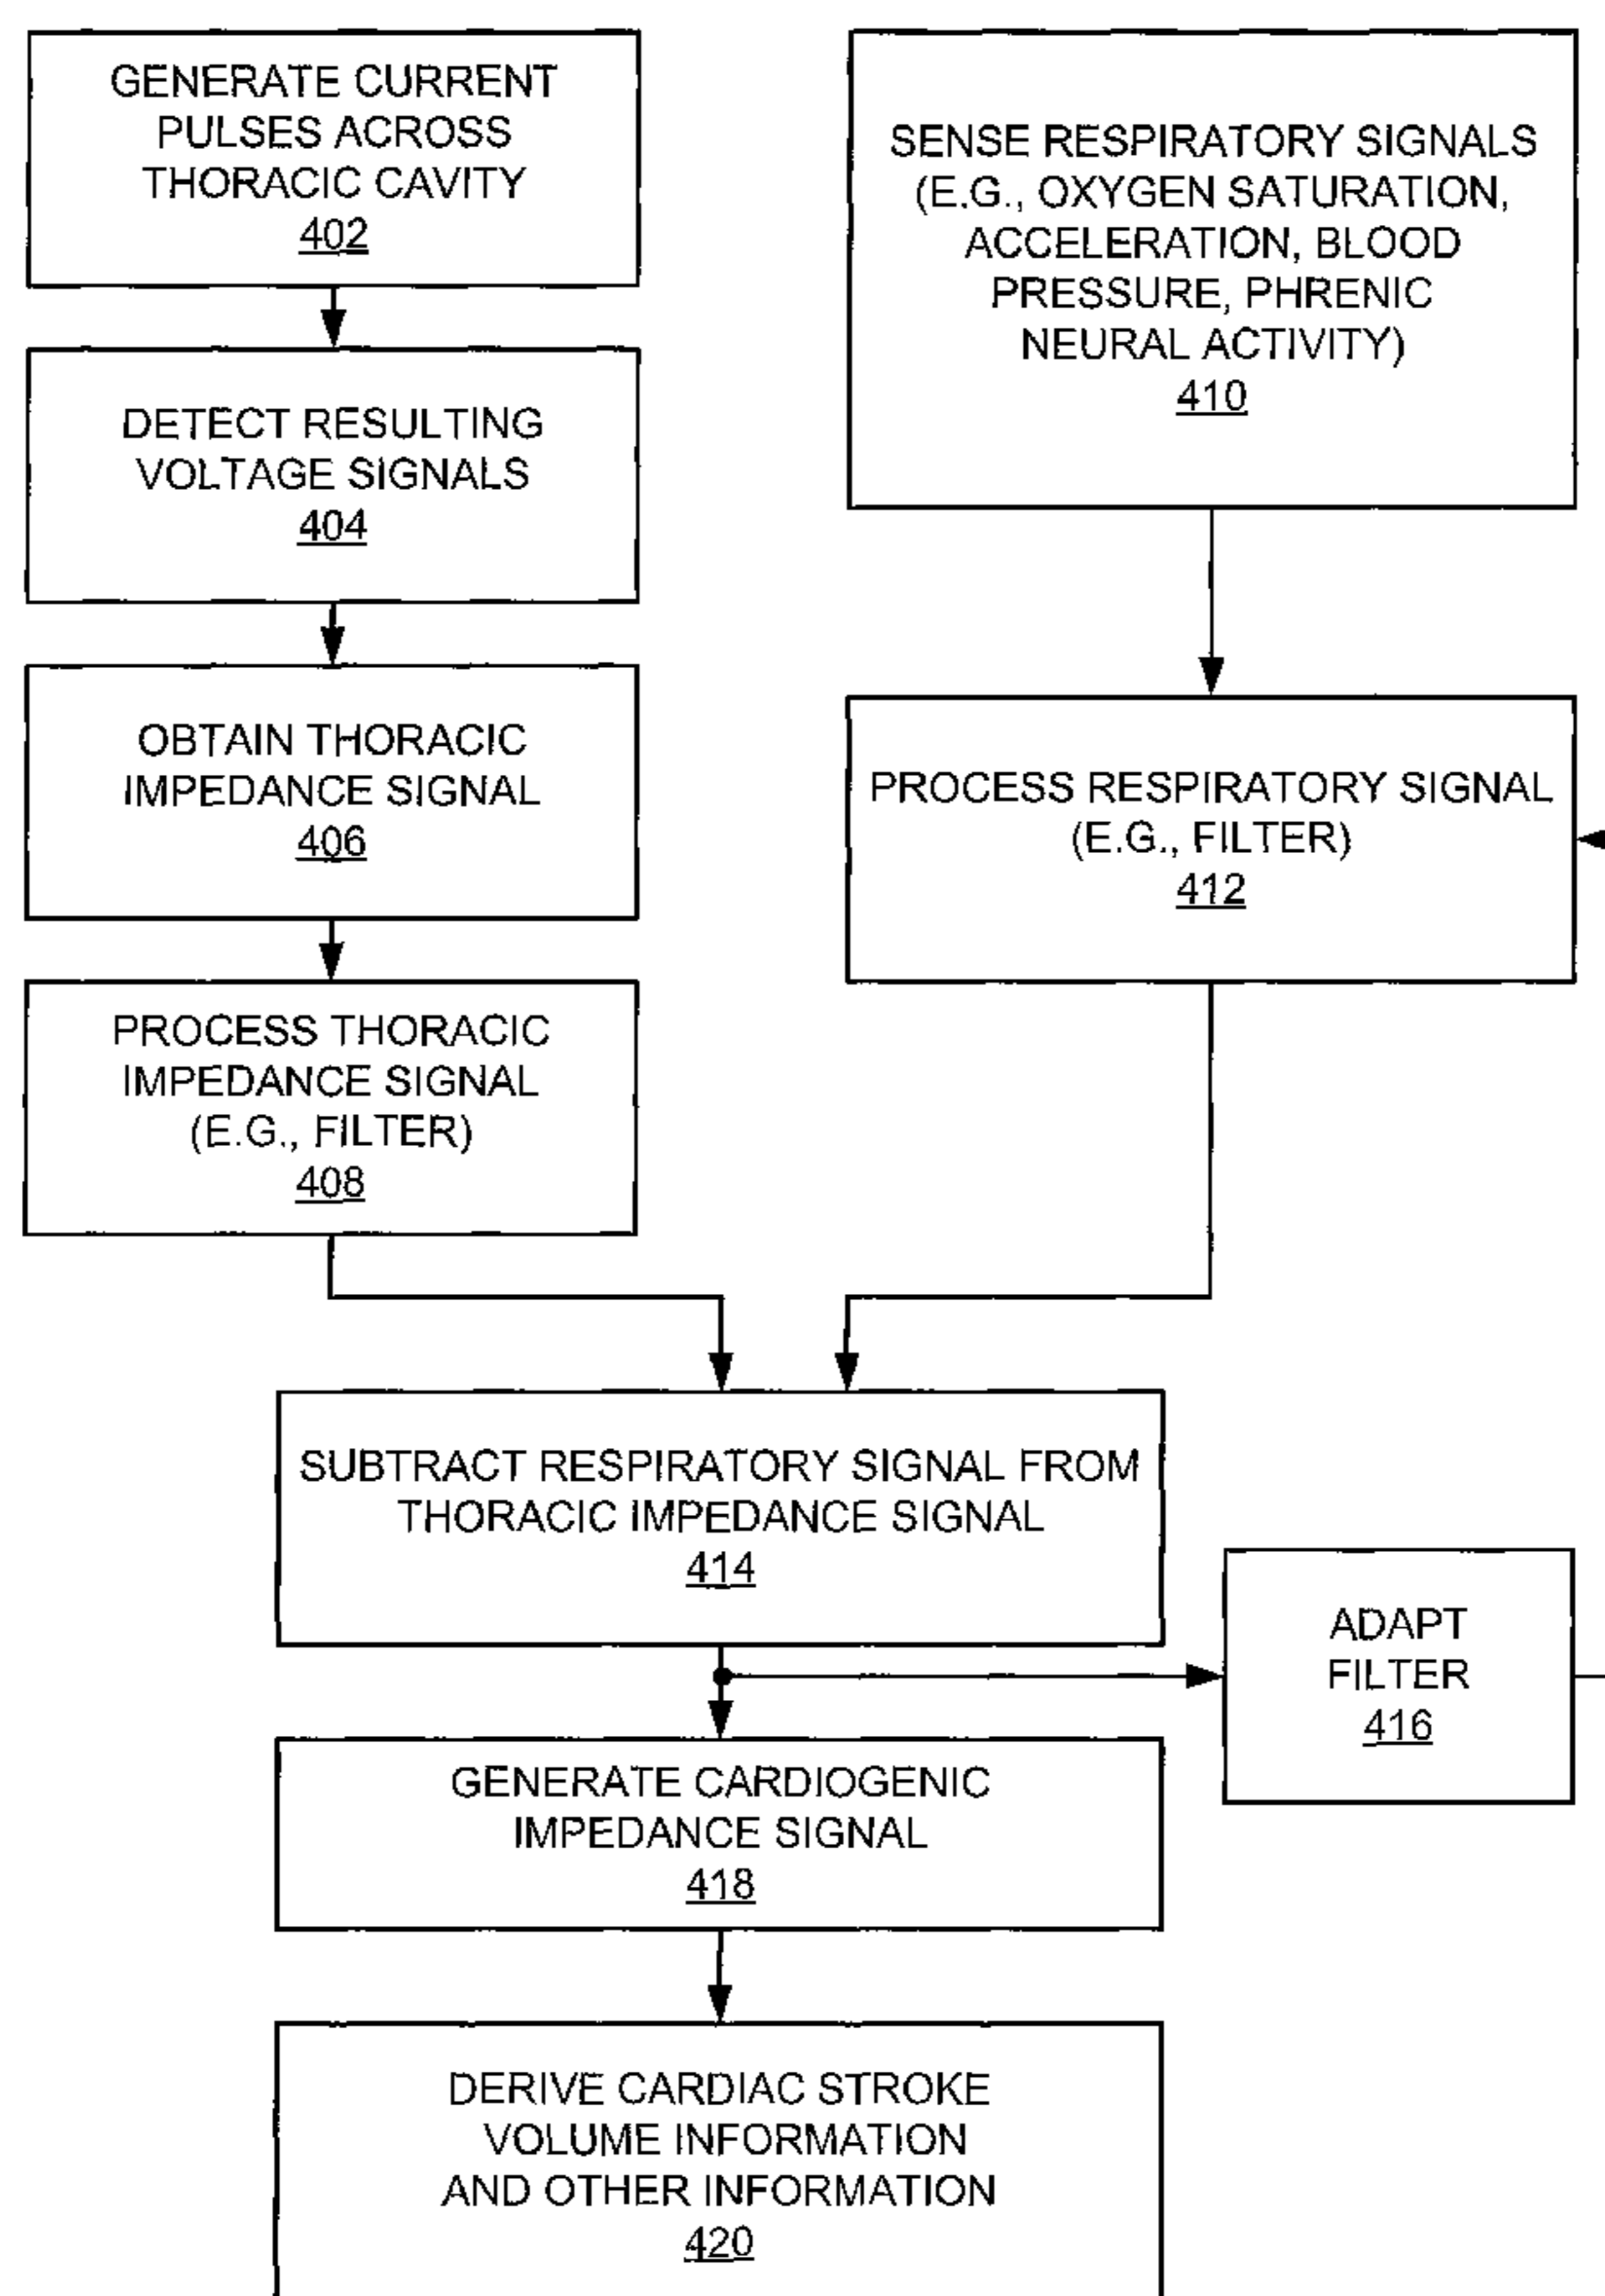 GENERATE CURRENT
PULSES ACROSS
THORACIC CAVITY
402
DETECT RESULTING
VOLTAGE SIGNALS
404
OBTAIN THORACIC
IMPEDANCE SIGNAL
406
PROCESS THORACIC
IMPEDANCE SIGNAL
(E.G., FILTER)
408
SENSE RESPIRATORY SIGNALS
(E.G., OXYGEN SATURATION,
ACCELERATION, BLOOD
PRESSURE, PHRENIC
NEURAL ACTIVITY)
410
PROCESS RESPIRATORY SIGNAL
(E.G., FILTER)
412
SUBTRACT RESPIRATORY SIGNAL FROM
THORACIC IMPEDANCE SIGNAL
414
ADAPT
FILTER
416
GENERATE CARDIOGENIC
IMPEDANCE SIGNAL
418
DERIVE CARDIAC STROKE
VOLUME INFORMATION
AND OTHER INFORMATION
420